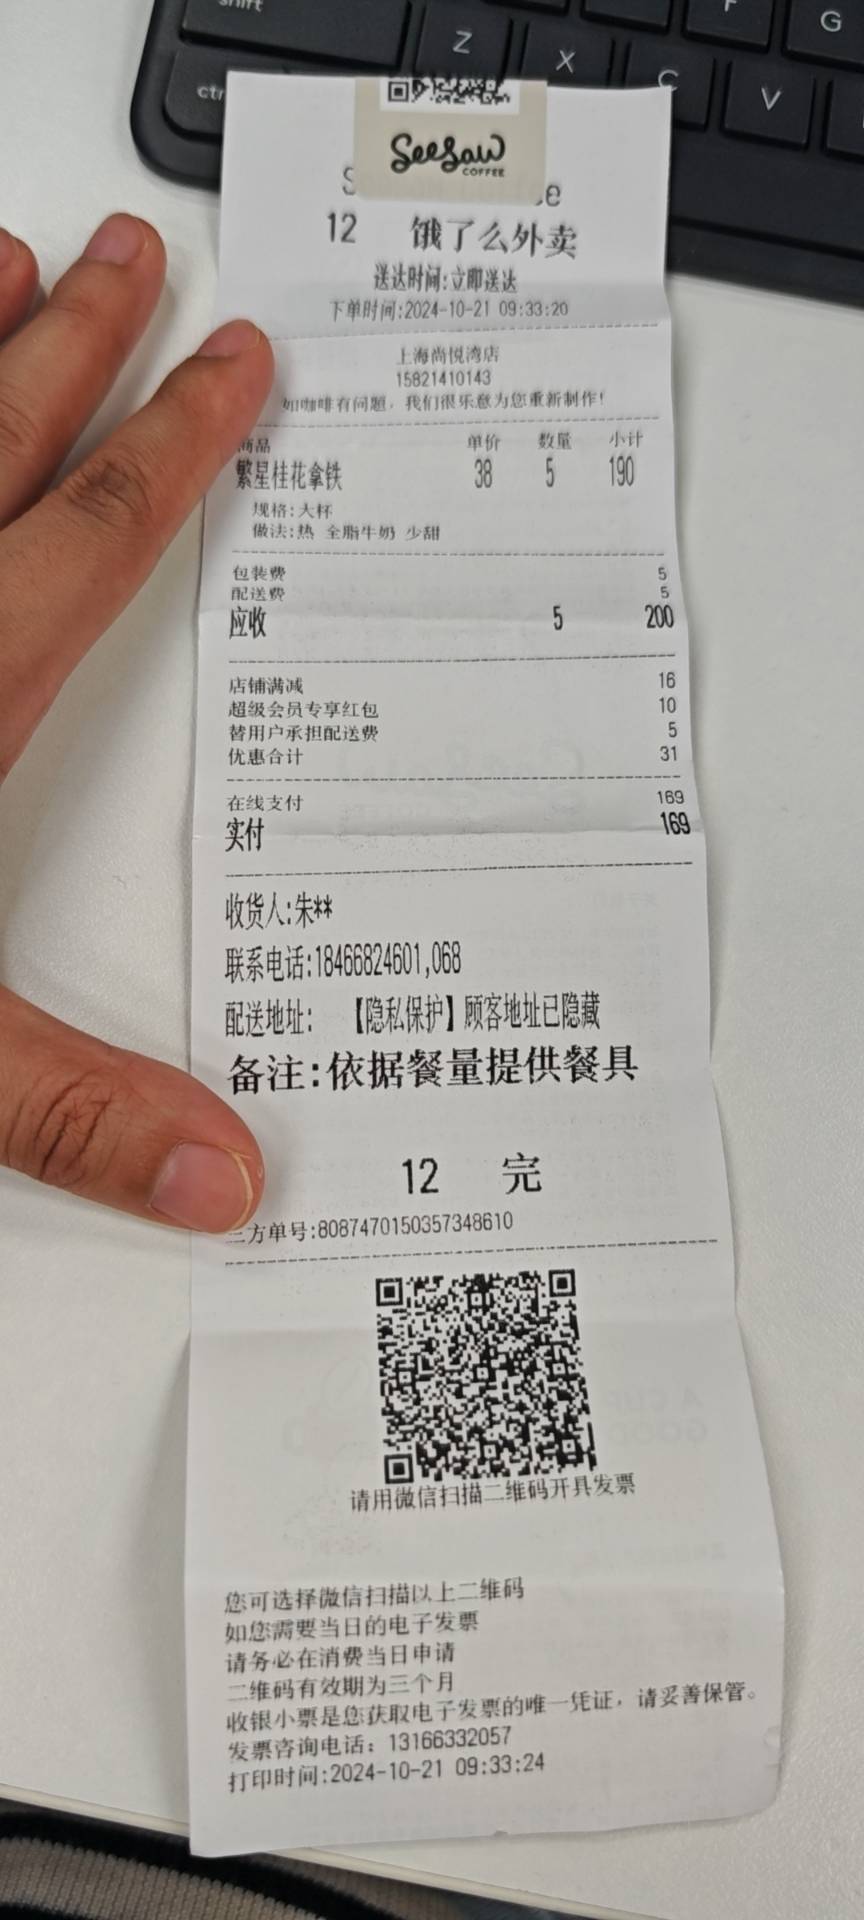 shift
Z X C V F G
ctr
SeeSaw
COFFEE
12 饿了么外卖
送达时间:立即送达
下单时间:2024-10-21 09:33:20
上海尚悦湾店
15821410143
如咖啡有问题，我们很乐意为您重新制作!
商品 单价 数量 小计
繁星桂花拿铁 38 5 190
规格:大杯
做法:热 全脂牛奶 少甜
包装费 5
配送费 5
应收 5 200
店铺满减 16
超级会员专享红包 10
替用户承担配送费 5
优惠合计 31
在线支付 169
实付 169
收货人:朱**
联系电话:18466824601,068
配送地址: 【隐私保护】顾客地址已隐藏
备注:依据餐量提供餐具
12 完
三方单号:8087470150357348610
请用微信扫描二维码开具发票
您可选择微信扫描以上二维码
如您需要当日的电子发票
请务必在消费当日申请
二维码有效期为三个月
收银小票是您获取电子发票的唯一凭证，请妥善保管。
发票咨询电话：13166332057
打印时间:2024-10-21 09:33:24